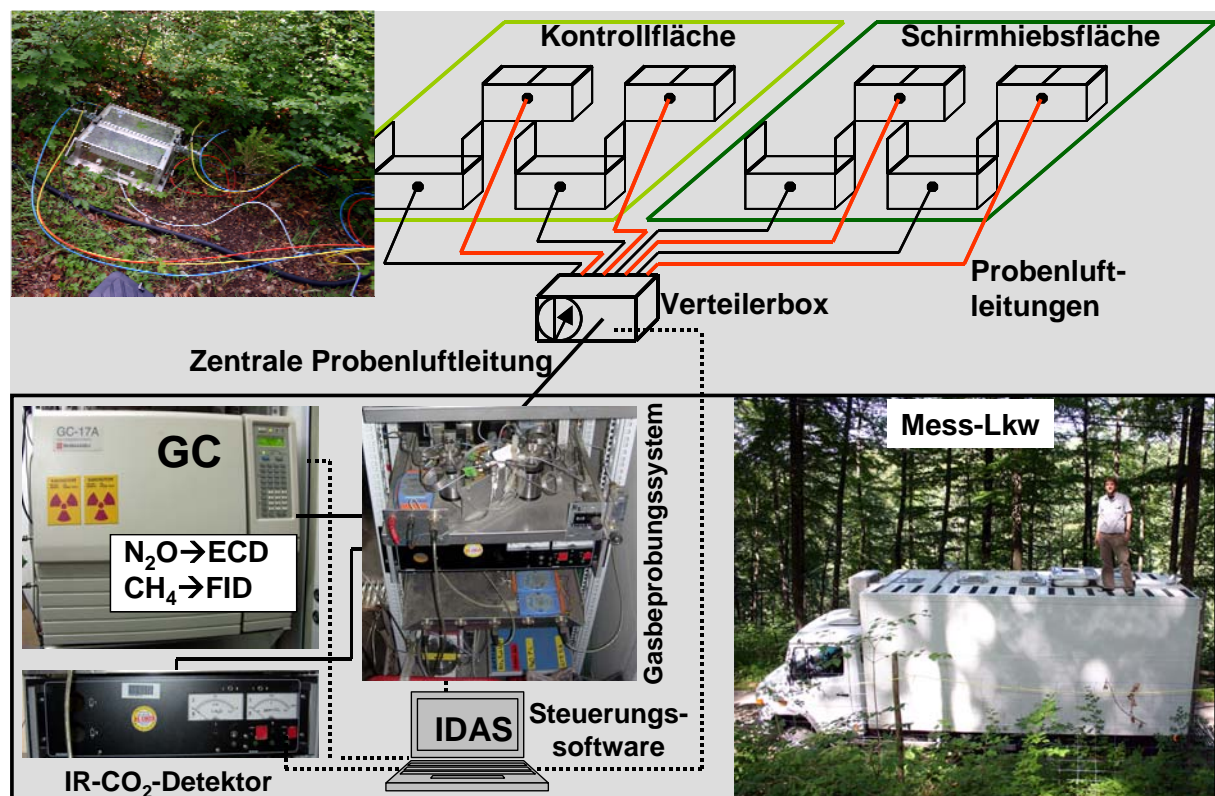 Kontrollfläche
Schirmhiebsfläche
Probenluft-
leitungen
Verteilerbox
Zentrale Probenluftleitung
GC-17A
GC
N₂O→ECD
CH₄→FID
Gasbeprobungssystem
Mess-Lkw
IDAS
Steuerungs-
software
IR-CO₂-Detektor